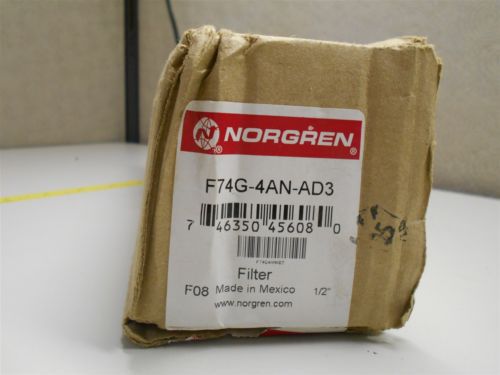 NORGREN
F74G-4AN-AD3
7 46350 45608 0
Filter
F08 Made in Mexico 1/2"
www.norgren.com